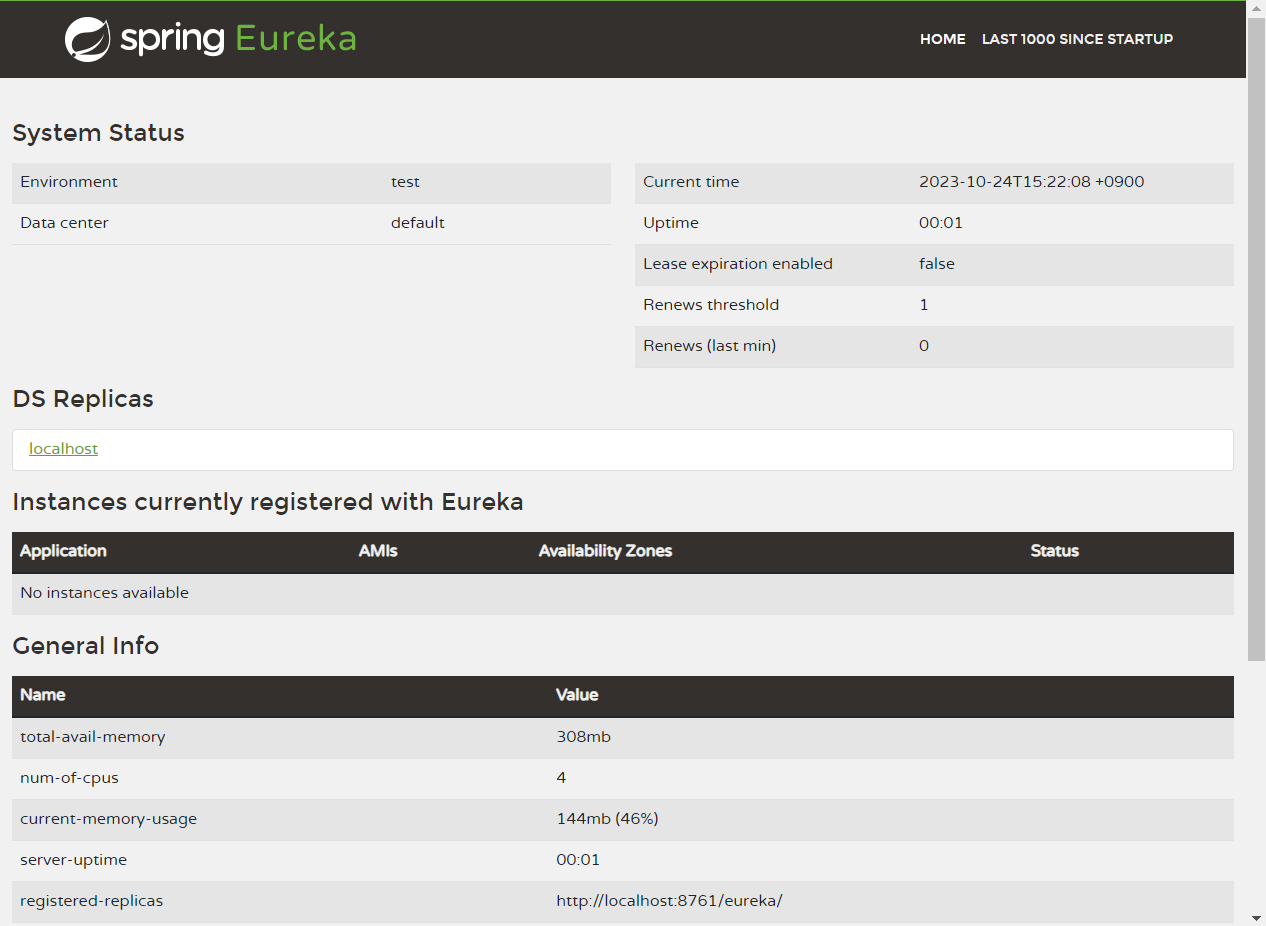 spring Eureka
HOME LAST 1000 SINCE STARTUP
System Status
Environment test
Data center default
Current time 2023-10-24T15:22:08 +0900
Uptime 00:01
Lease expiration enabled false
Renews threshold 1
Renews (last min) 0
DS Replicas
localhost
Instances currently registered with Eureka
Application AMIs Availability Zones Status
No instances available
General Info
Name Value
total-avail-memory 308mb
num-of-cpus 4
current-memory-usage 144mb (46%)
server-uptime 00:01
registered-replicas http://localhost:8761/eureka/